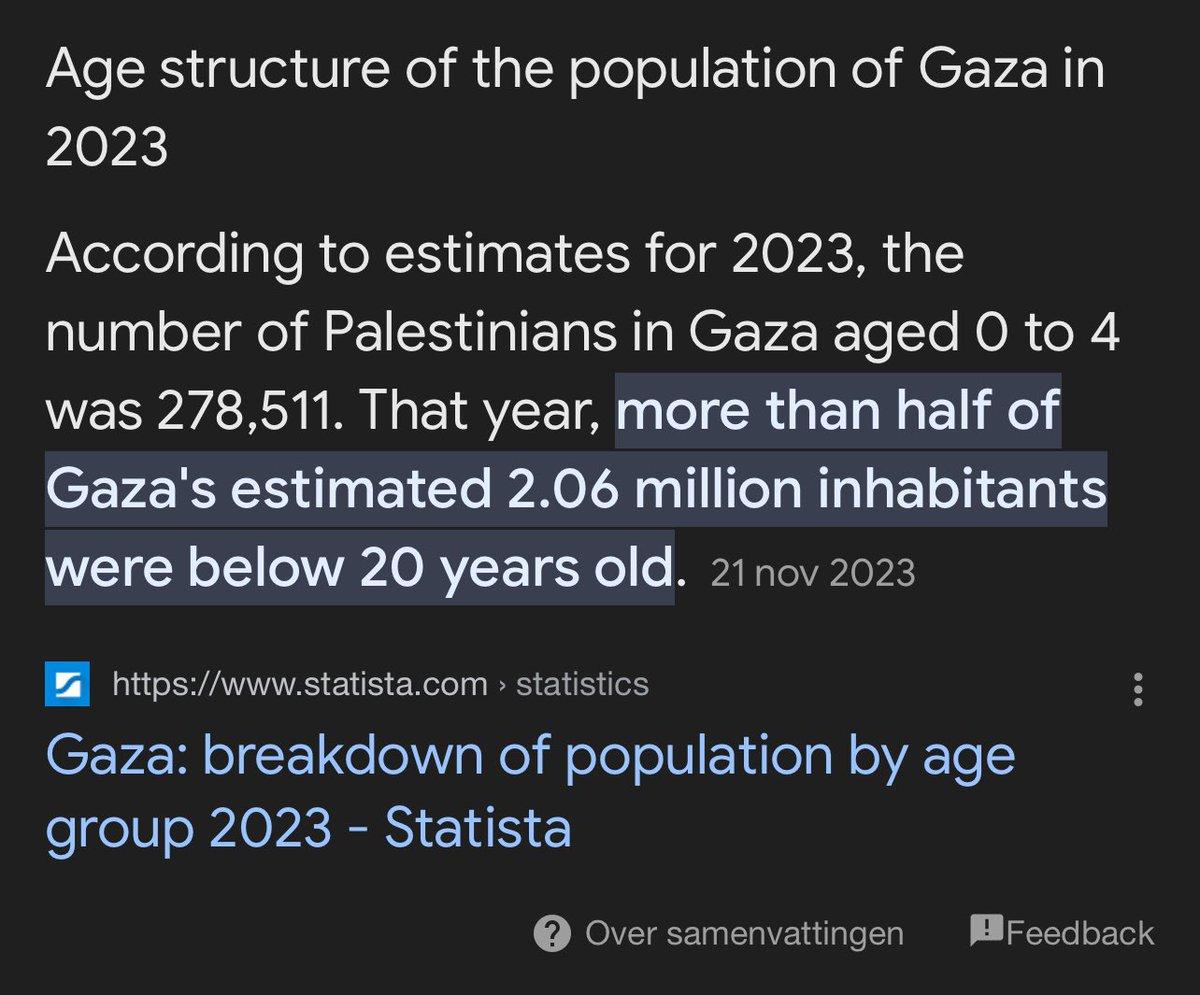 Age structure of the population of Gaza in
2023
According to estimates for 2023, the
number of Palestinians in Gaza aged 0 to 4
was 278,511. That year, more than half of
Gaza's estimated 2.06 million inhabitants
were below 20 years old. 21 nov 2023
https://www.statista.com › statistics
Gaza: breakdown of population by age
group 2023 - Statista
Over samenvattingen Feedback